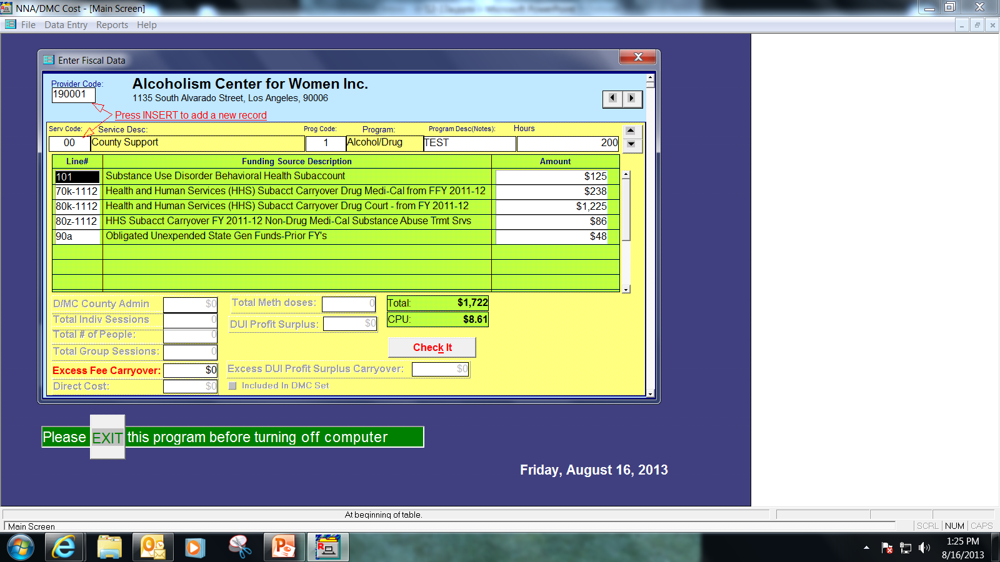 NNA/DMC Cost - [Main Screen]
File Data Entry Reports Help
Enter Fiscal Data
Provider Code:
190001
Alcoholism Center for Women Inc.
1135 South Alvarado Street, Los Angeles, 90006
Press INSERT to add a new record
Serv Code: Service Desc: Prog Code: Program: Program Desc(Notes): Hours
00 County Support 1 Alcohol/Drug TEST 200
Line# Funding Source Description Amount
101 Substance Use Disorder Behavioral Health Subaccount $125
70k-1112 Health and Human Services (HHS) Subacct Carryover Drug Medi-Cal from FFY 2011-12 $238
80k-1112 Health and Human Services (HHS) Subacct Carryover Drug Court - from FY 2011-12 $1,225
80z-1112 HHS Subacct Carryover FY 2011-12 Non-Drug Medi-Cal Substance Abuse Trmt Srvs $86
90a Obligated Unexpended State Gen Funds-Prior FY's $48
D/MC County Admin $0 Total Meth doses: 0 Total: $1,722
Total Indiv Sessions 0 DUI Profit Surplus: $0 CPU: $8.61
Total # of People: 0
Total Group Sessions: 0 Check It
Excess Fee Carryover: $0 Excess DUI Profit Surplus Carryover: $0
Direct Cost: $0 Included In DMC Set
Please EXIT this program before turning off computer
Friday, August 16, 2013
At beginning of table.
Main Screen SCRL NUM CAPS
1:25 PM
8/16/2013